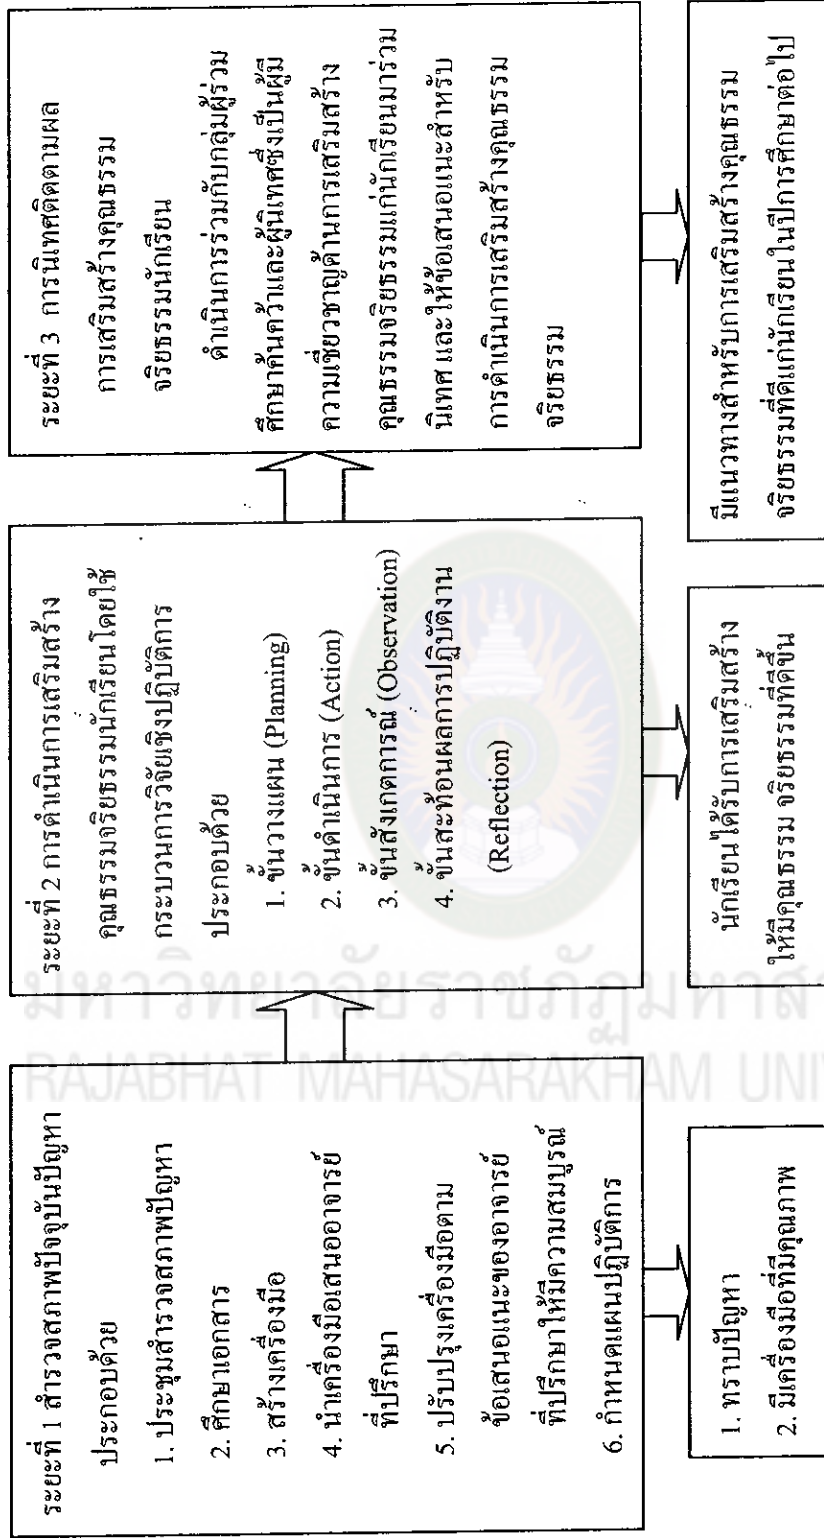 ระยะที่ 1 สำรวจสภาพปัจจุบันปัญหา
ประกอบด้วย
1. ประชุมสำรวจสภาพปัญหา
2. ศึกษาเอกสาร
3. สร้างเครื่องมือ
4. นำเครื่องมือเสนออาจารย์
ที่ปรึกษา
5. ปรับปรุงเครื่องมือตาม
ข้อเสนอแนะของอาจารย์
ที่ปรึกษาให้มีความสมบูรณ์
6. กำหนดแผนปฏิบัติการ
1. ทราบปัญหา
2. มีเครื่องมือที่มีคุณภาพ
ระยะที่ 2 การดำเนินการเสริมสร้าง
คุณธรรมจริยธรรมนักเรียนโดยใช้
กระบวนการวิจัยเชิงปฏิบัติการ
ประกอบด้วย
1. ขั้นวางแผน (Planning)
2. ขั้นดำเนินการ (Action)
3. ขั้นสังเกตการณ์ (Observation)
4. ขั้นสะท้อนผลการปฏิบัติงาน
(Reflection)
นักเรียนได้รับการเสริมสร้าง
ให้มีคุณธรรม จริยธรรมที่ดีขึ้น
ระยะที่ 3 การนิเทศติดตามผล
การเสริมสร้างคุณธรรม
จริยธรรมนักเรียน
ดำเนินการร่วมกับกลุ่มผู้ร่วม
ศึกษาค้นคว้าและผู้นิเทศซึ่งเป็นผู้มี
ความเชี่ยวชาญด้านการเสริมสร้าง
คุณธรรมจริยธรรมแก่นักเรียนมาร่วม
นิเทศ และให้ข้อเสนอแนะสำหรับ
การดำเนินการเสริมสร้างคุณธรรม
จริยธรรม
มีแนวทางสำหรับการเสริมสร้างคุณธรรม
จริยธรรมที่ดีแก่นักเรียนในปีการศึกษาต่อไป
มหาวิทยาลัยราชภัฏมหาส
RAJABHAT MAHASARAKHAM UNI